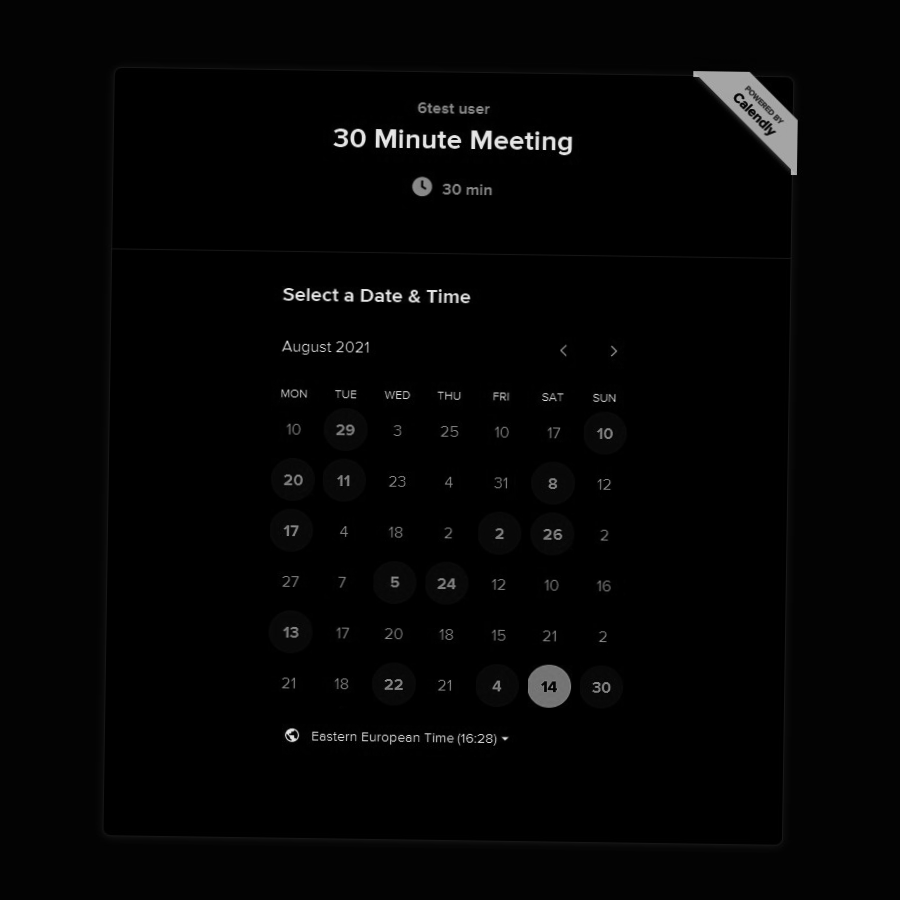 POWERED BY
Calendly
6test user
30 Minute Meeting
30 min
Select a Date & Time
August 2021
MON TUE WED THU FRI SAT SUN
10 29 3 25 10 17 10
20 11 23 4 31 8 12
17 4 18 2 2 26 2
27 7 5 24 12 10 16
13 17 20 18 15 21 2
21 18 22 21 4 14 30
Eastern European Time (16:28)